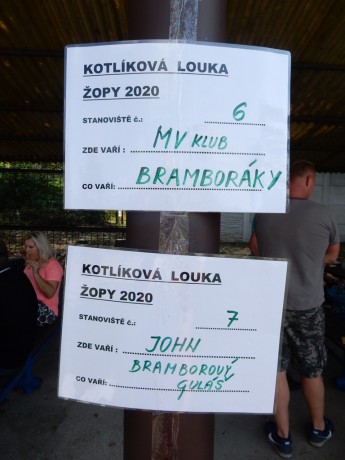 KOTLÍKOVÁ LOUKA
ŽOPY 2020
STANOVIŠTĚ č.: 6
ZDE VAŘÍ: MV KLUB
CO VAŘÍ: BRAMBORÁKY
KOTLÍKOVÁ LOUKA
ŽOPY 2020
STANOVIŠTĚ č.: 7
ZDE VAŘÍ: JOHN
BRAMBOROVÝ
CO VAŘÍ: GULÁŠ